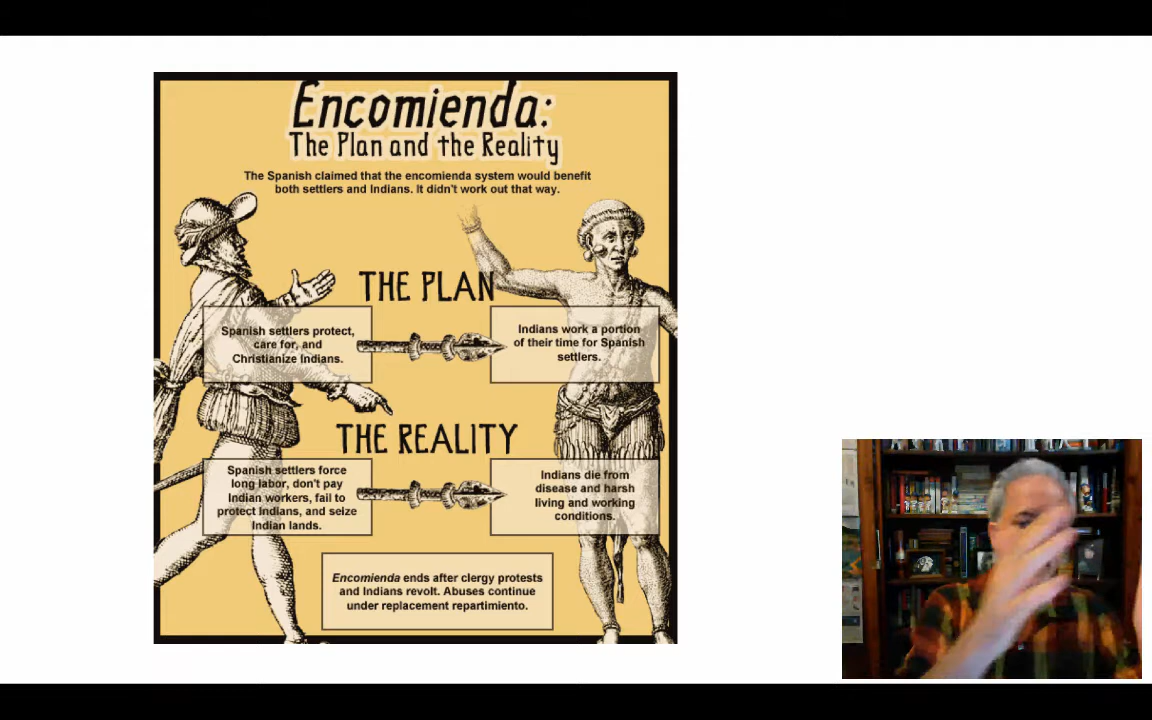 Encomienda:
The Plan and the Reality
The Spanish claimed that the encomienda system would benefit
both settlers and Indians. It didn't work out that way.
THE PLAN
Spanish settlers protect,
care for, and
Christianize Indians.
Indians work a portion
of their time for Spanish
settlers.
THE REALITY
Spanish settlers force
long labor, don't pay
Indian workers, fail to
protect Indians, and seize
Indian lands.
Indians die from
disease and harsh
living and working
conditions.
Encomienda ends after clergy protests
and Indians revolt. Abuses continue
under replacement repartimiento.